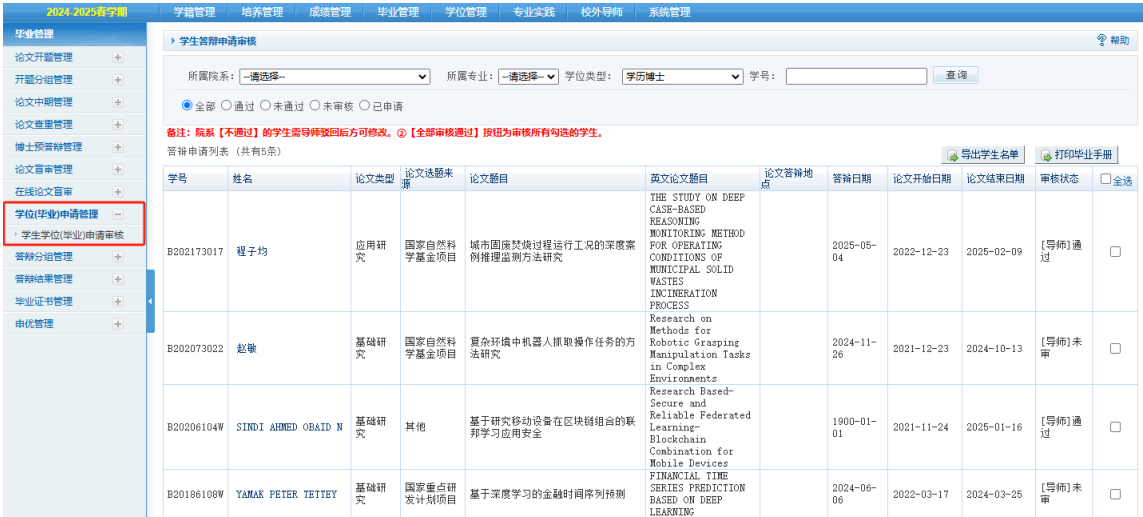 2024-2025春学期
学籍管理 培养管理 成绩管理 毕业管理 学位管理 专业实践 校外导师 系统管理
毕业管理
论文开题管理
开题分组管理
论文中期管理
论文查重管理
博士预答辩管理
论文盲审管理
在线论文盲审
学位(毕业)申请管理
学生学位(毕业)申请审核
答辩分组管理
答辩结果管理
毕业证书管理
申优管理
学生答辩申请审核
帮助
所属院系: --请选择-- 所属专业: --请选择-- 学位类型: 学历博士 学号: 查询
全部 通过 未通过 未审核 已申请
备注: 院系【不通过】的学生需导师驳回后方可修改。②【全部审核通过】按钮为审核所有勾选的学生。
答辩申请列表 (共有5条)
导出学生名单 打印毕业手册
学号 姓名 论文类型 论文选题来源 论文题目 英文论文题目 论文答辩地点 答辩日期 论文开始日期 论文结束日期 审核状态 全选
B202173017 程子均 应用研究 国家自然科学基金项目 城市固废焚烧过程运行工况的深度案例推理监测方法研究 THE STUDY ON DEEP CASE-BASED REASONING MONITORING METHOD FOR OPERATING CONDITIONS OF MUNICIPAL SOLID WASTES INCINERATION PROCESS 2025-05-04 2022-12-23 2025-02-09 [导师]通过
B202073022 赵敏 基础研究 国家自然科学基金项目 复杂环境中机器人抓取操作任务的方法研究 Research on Methods for Robotic Grasping Manipulation Tasks in Complex Environments 2024-11-26 2021-12-23 2024-10-13 [导师]未审
B20206104W SINDI AHMED OBAID N 基础研究 其他 基于研究移动设备在区块链组合的联邦学习应用安全 Research Based-Secure and Reliable Federated Learning-Blockchain Combination for Mobile Devices 1900-01-01 2021-11-24 2025-01-16 [导师]通过
B20186108W YAMAK PETER TETTEY 基础研究 国家重点研发计划项目 基于深度学习的金融时间序列预测 FINANCIAL TIME SERIES PREDICTION BASED ON DEEP LEARNING 2024-06-06 2022-03-17 2024-03-25 [导师]未审